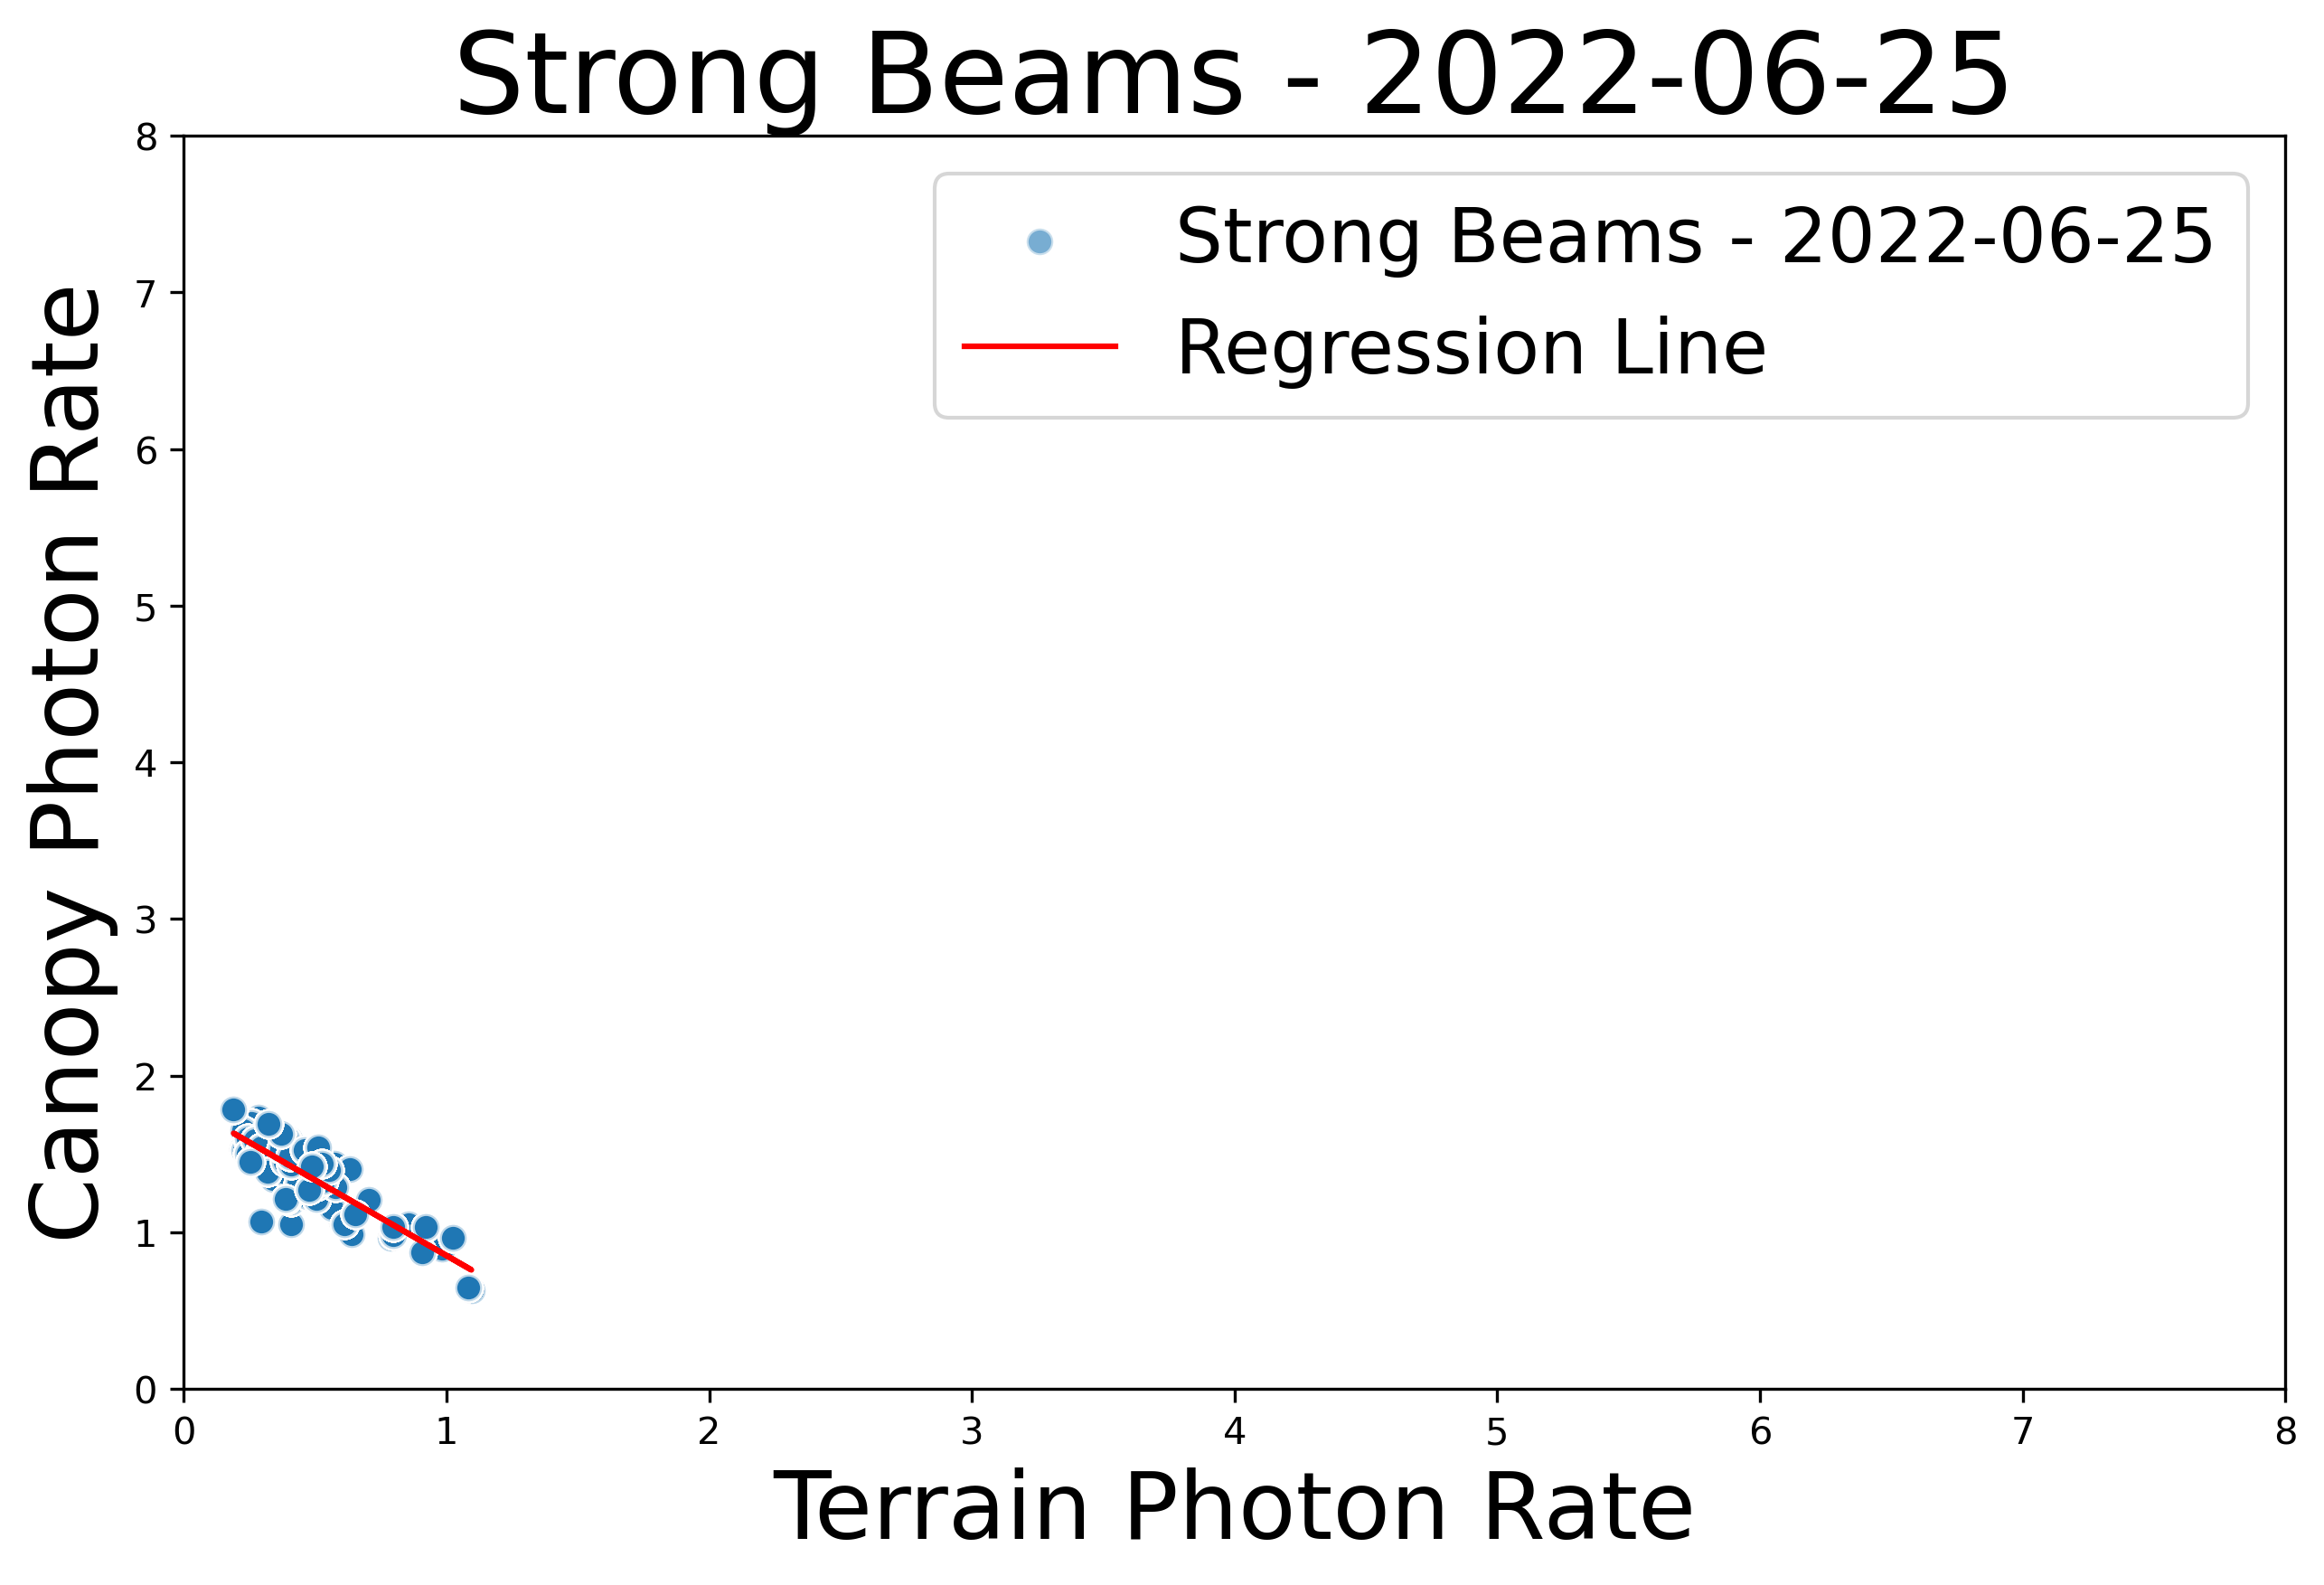 Strong Beams - 2022-06-25
Strong Beams - 2022-06-25
Regression Line
Canopy Photon Rate
8
7
6
5
4
3
2
1
0
0 1 2 3 4 5 6 7 8
Terrain Photon Rate